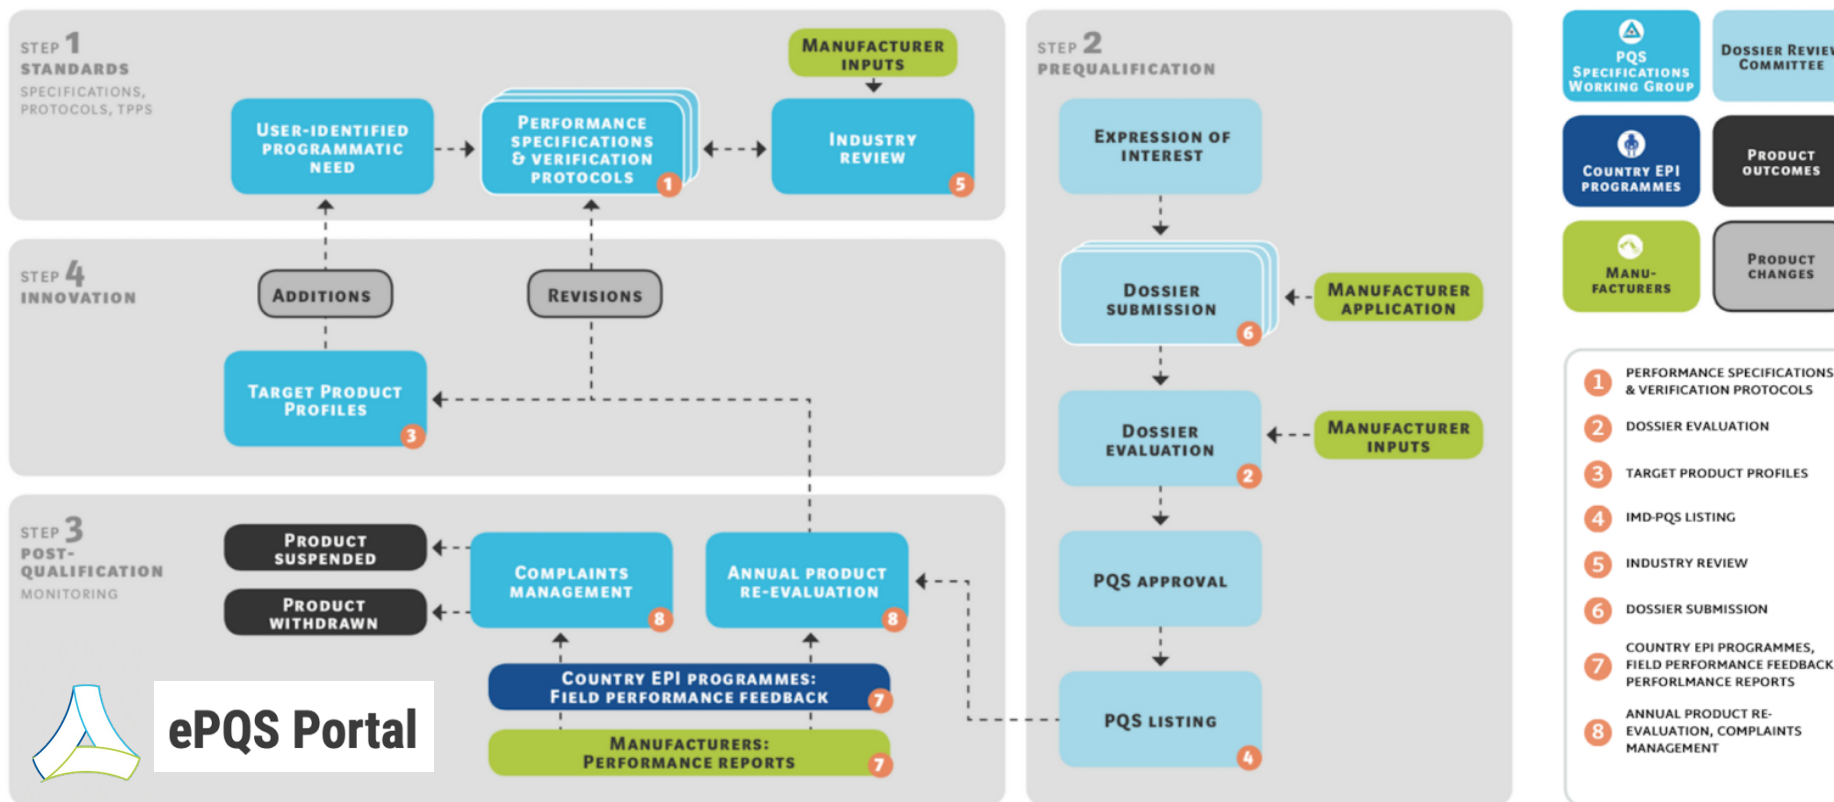 STEP 1
STANDARDS
SPECIFICATIONS,
PROTOCOLS, TPPS
MANUFACTURER
INPUTS
USER-IDENTIFIED
PROGRAMMATIC
NEED
PERFORMANCE
SPECIFICATIONS
& VERIFICATION
PROTOCOLS
1
INDUSTRY
REVIEW
5
STEP 4
INNOVATION
ADDITIONS
REVISIONS
TARGET PRODUCT
PROFILES
3
STEP 3
POST-
QUALIFICATION
MONITORING
PRODUCT
SUSPENDED
PRODUCT
WITHDRAWN
COMPLAINTS
MANAGEMENT
8
ANNUAL PRODUCT
RE-EVALUATION
8
COUNTRY EPI PROGRAMMES:
FIELD PERFORMANCE FEEDBACK
7
MANUFACTURERS:
PERFORMANCE REPORTS
7
ePQS Portal
STEP 2
PREQUALIFICATION
EXPRESSION OF
INTEREST
DOSSIER
SUBMISSION
6
MANUFACTURER
APPLICATION
DOSSIER
EVALUATION
2
MANUFACTURER
INPUTS
PQS APPROVAL
PQS LISTING
4
PQS
SPECIFICATIONS
WORKING GROUP
DOSSIER REVIEW
COMMITTEE
COUNTRY EPI
PROGRAMMES
PRODUCT
OUTCOMES
MANU-
FACTURERS
PRODUCT
CHANGES
1 PERFORMANCE SPECIFICATIONS
& VERIFICATION PROTOCOLS
2 DOSSIER EVALUATION
3 TARGET PRODUCT PROFILES
4 IMD-PQS LISTING
5 INDUSTRY REVIEW
6 DOSSIER SUBMISSION
7 COUNTRY EPI PROGRAMMES,
FIELD PERFORMANCE FEEDBACK
PERFORLMANCE REPORTS
8 ANNUAL PRODUCT RE-
EVALUATION, COMPLAINTS
MANAGEMENT